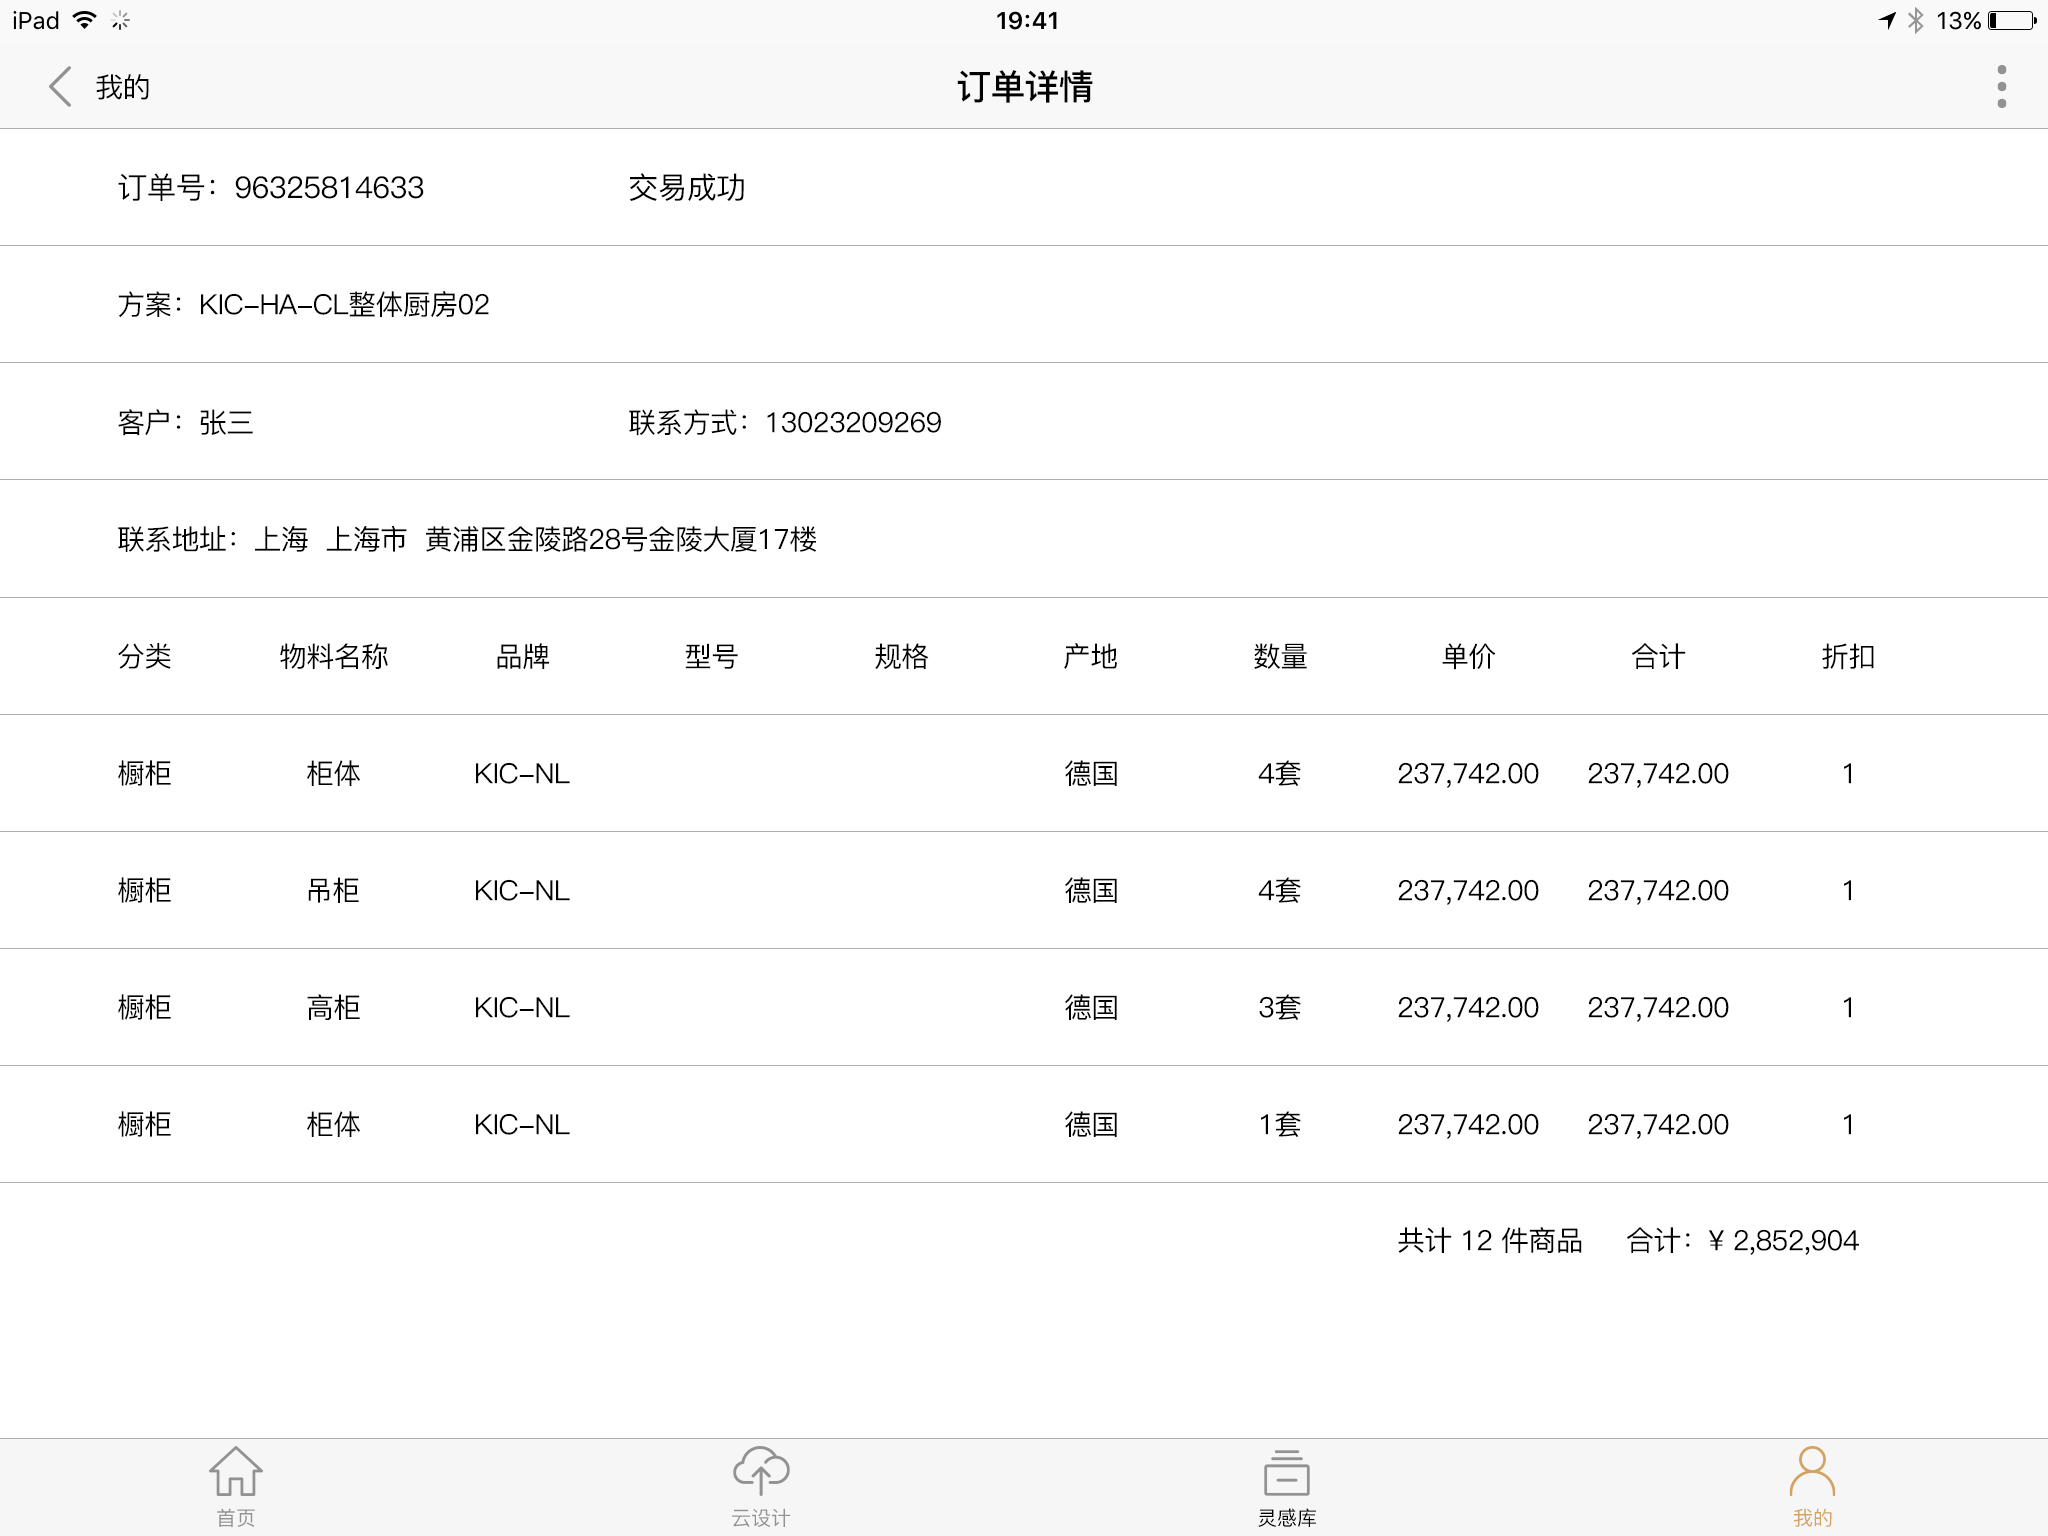 iPad 19:41 13%
我的 订单详情
订单号：96325814633 交易成功
方案：KIC-HA-CL整体厨房02
客户：张三 联系方式：13023209269
联系地址：上海 上海市 黄浦区金陵路28号金陵大厦17楼
分类 物料名称 品牌 型号 规格 产地 数量 单价 合计 折扣
橱柜 柜体 KIC-NL 德国 4套 237,742.00 237,742.00 1
橱柜 吊柜 KIC-NL 德国 4套 237,742.00 237,742.00 1
橱柜 高柜 KIC-NL 德国 3套 237,742.00 237,742.00 1
橱柜 柜体 KIC-NL 德国 1套 237,742.00 237,742.00 1
共计 12 件商品 合计：¥ 2,852,904
首页 云设计 灵感库 我的